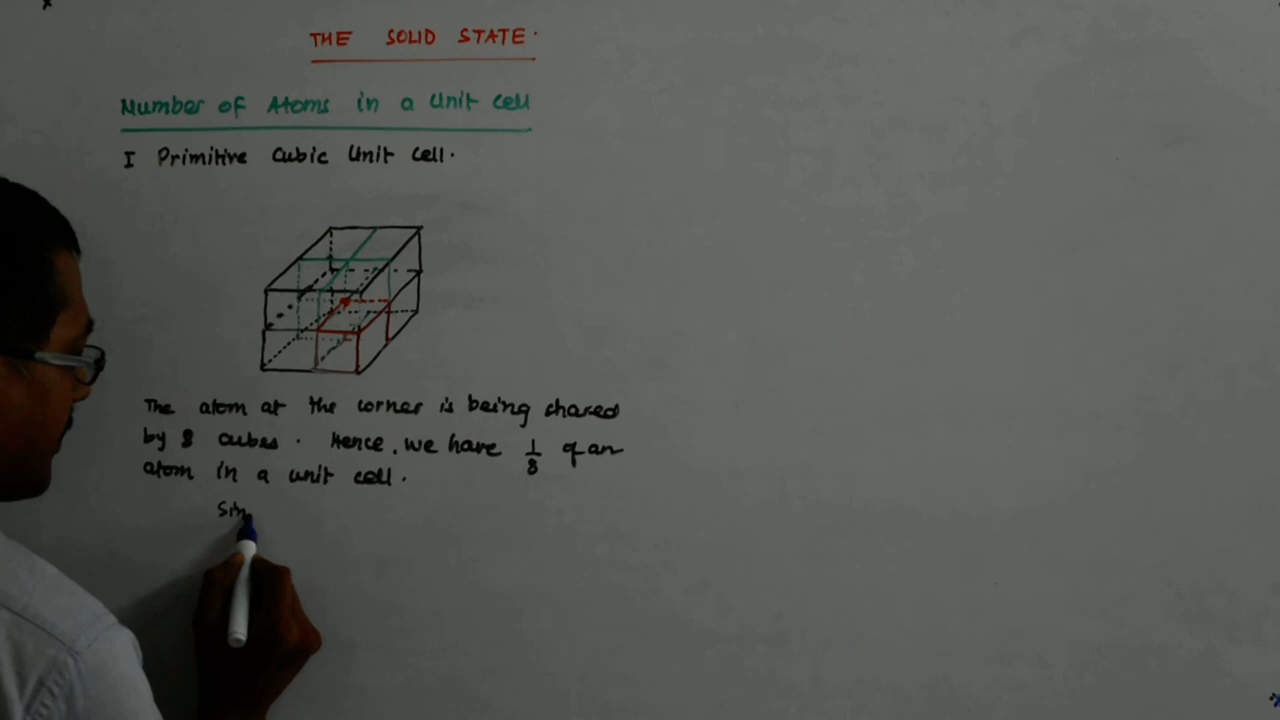 THE SOLID STATE.
Number of Atoms in a Unit cell
I Primitive Cubic Unit cell.
The atom at the corner is being shared
by 8 cubes. Hence, we have 1/8 of an
atom in a unit cell.
Sin